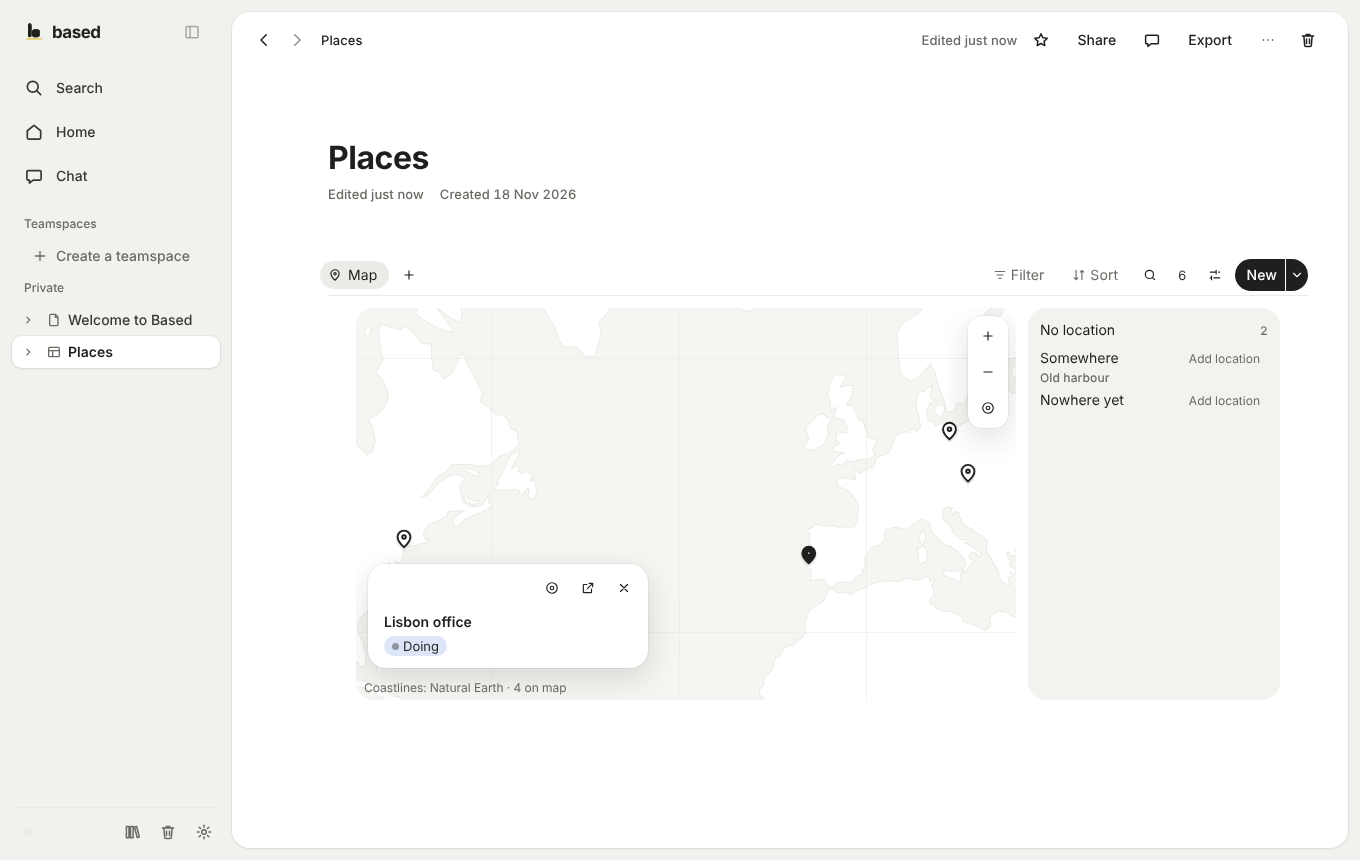 based
Places
Edited just now
Share
Export
Search
Home
Chat
Teamspaces
Create a teamspace
Private
Welcome to Based
Places
Places
Edited just now Created 18 Nov 2026
Map
Filter
Sort
6
New
No location 2
Somewhere Add location
Old harbour
Nowhere yet Add location
Lisbon office
Doing
Coastlines: Natural Earth · 4 on map